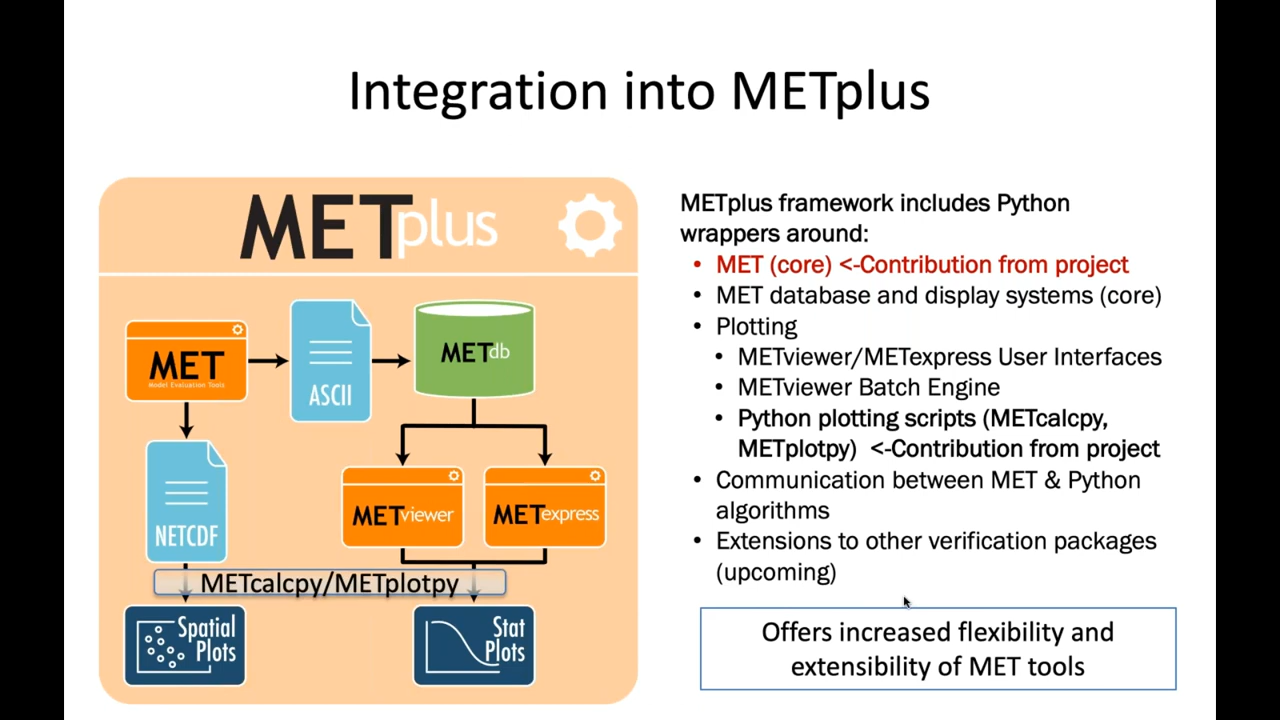 Integration into METplus
METplus
MET
Model Evaluation Tools
ASCII
METdb
NETCDF
METviewer
METexpress
METcalcpy/METplotpy
Spatial
Plots
Stat
Plots
METplus framework includes Python
wrappers around:
• MET (core) <-Contribution from project
• MET database and display systems (core)
• Plotting
• METviewer/METexpress User Interfaces
• METviewer Batch Engine
• Python plotting scripts (METcalcpy,
METplotpy) <-Contribution from project
• Communication between MET & Python
algorithms
• Extensions to other verification packages
(upcoming)
Offers increased flexibility and
extensibility of MET tools